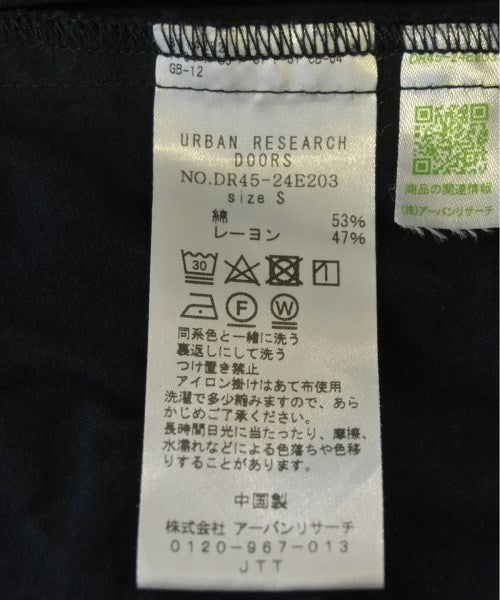 GB-12
URBAN RESEARCH
DOORS
NO.DR45-24E203
size S
綿 53%
レーヨン 47%
30
F
W
同系色と一緒に洗う
裏返しにして洗う
つけ置き禁止
アイロン掛けはあて布使用
洗濯で多少縮みますので、あら
かじめご了承ください。
長時間日光に当たったり、摩擦、
水濡れなどによる色落ちや色移
りすることがあります。
中国製
株式会社 アーバンリサーチ
0120-967-013
JTT
DR45-24E203
商品の関連情報
(株)アーバンリサーチ